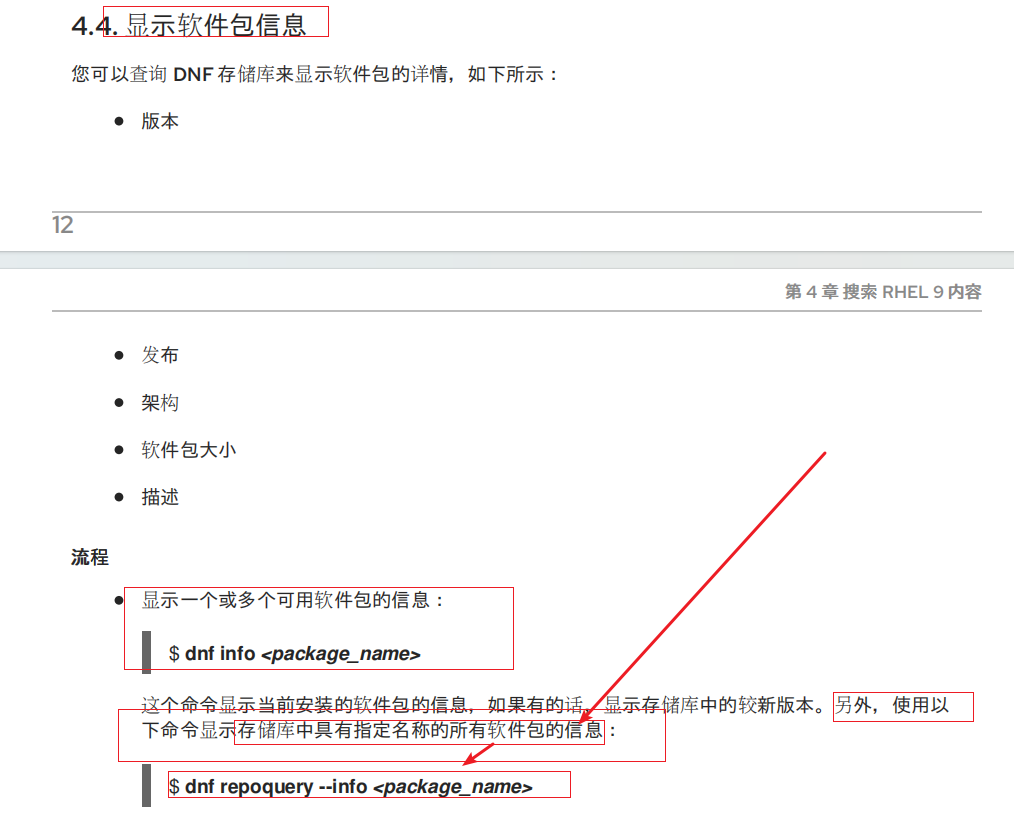 4.4. 显示软件包信息
您可以查询 DNF 存储库来显示软件包的详情，如下所示：
● 版本
12
第 4 章 搜索 RHEL 9 内容
● 发布
● 架构
● 软件包大小
● 描述
流程
● 显示一个或多个可用软件包的信息：
$ dnf info <package_name>
这个命令显示当前安装的软件包的信息，如果有的话，显示存储库中的较新版本。另外，使用以
下命令显示存储库中具有指定名称的所有软件包的信息：
$ dnf repoquery --info <package_name>